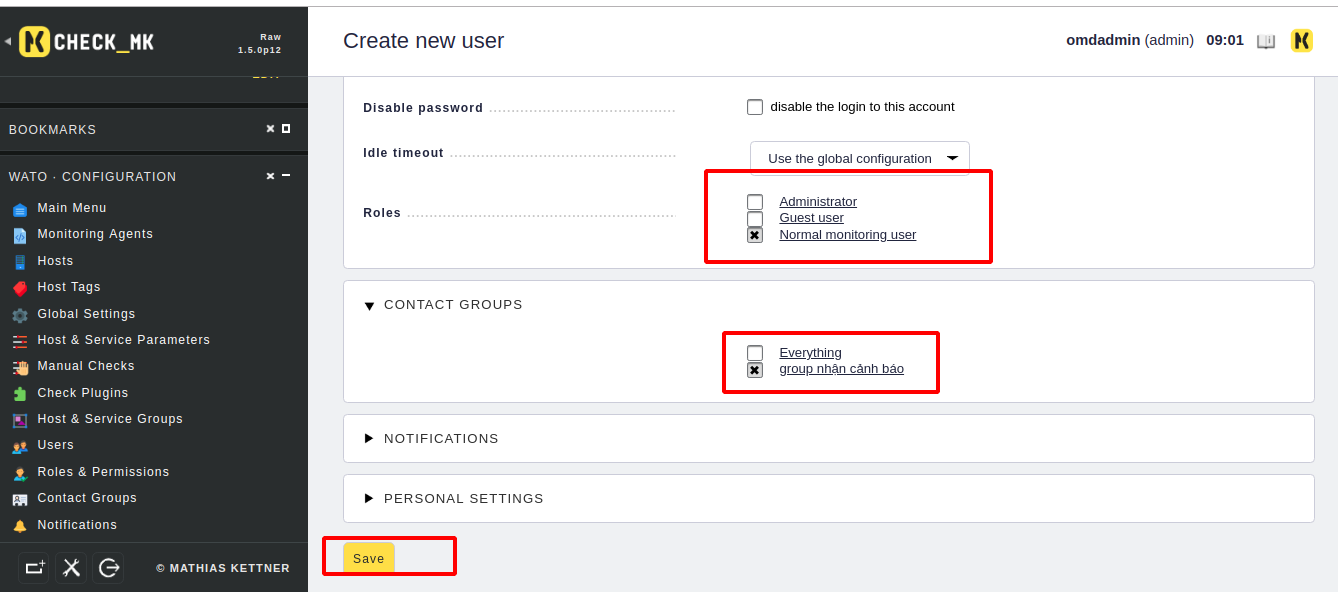 CHECK_MK
Raw
1.5.0p12
Create new user
omdadmin (admin) 09:01
BOOKMARKS
WATO · CONFIGURATION
Main Menu
Monitoring Agents
Hosts
Host Tags
Global Settings
Host & Service Parameters
Manual Checks
Check Plugins
Host & Service Groups
Users
Roles & Permissions
Contact Groups
Notifications
© MATHIAS KETTNER
Disable password
disable the login to this account
Idle timeout
Use the global configuration
Roles
Administrator
Guest user
Normal monitoring user
CONTACT GROUPS
Everything
group nhận cảnh báo
NOTIFICATIONS
PERSONAL SETTINGS
Save